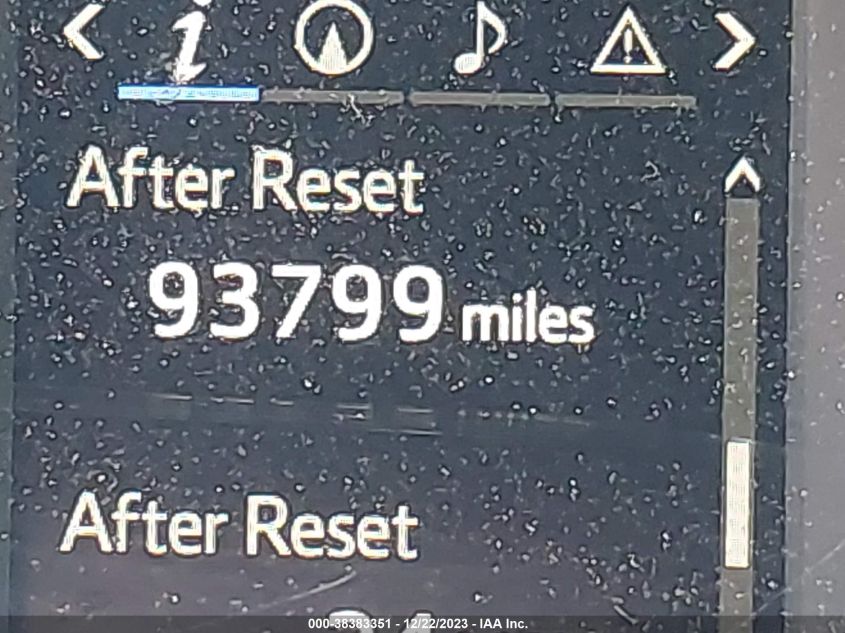 After Reset
93799 miles
After Reset
000-38383351 - 12/22/2023 - IAA Inc.